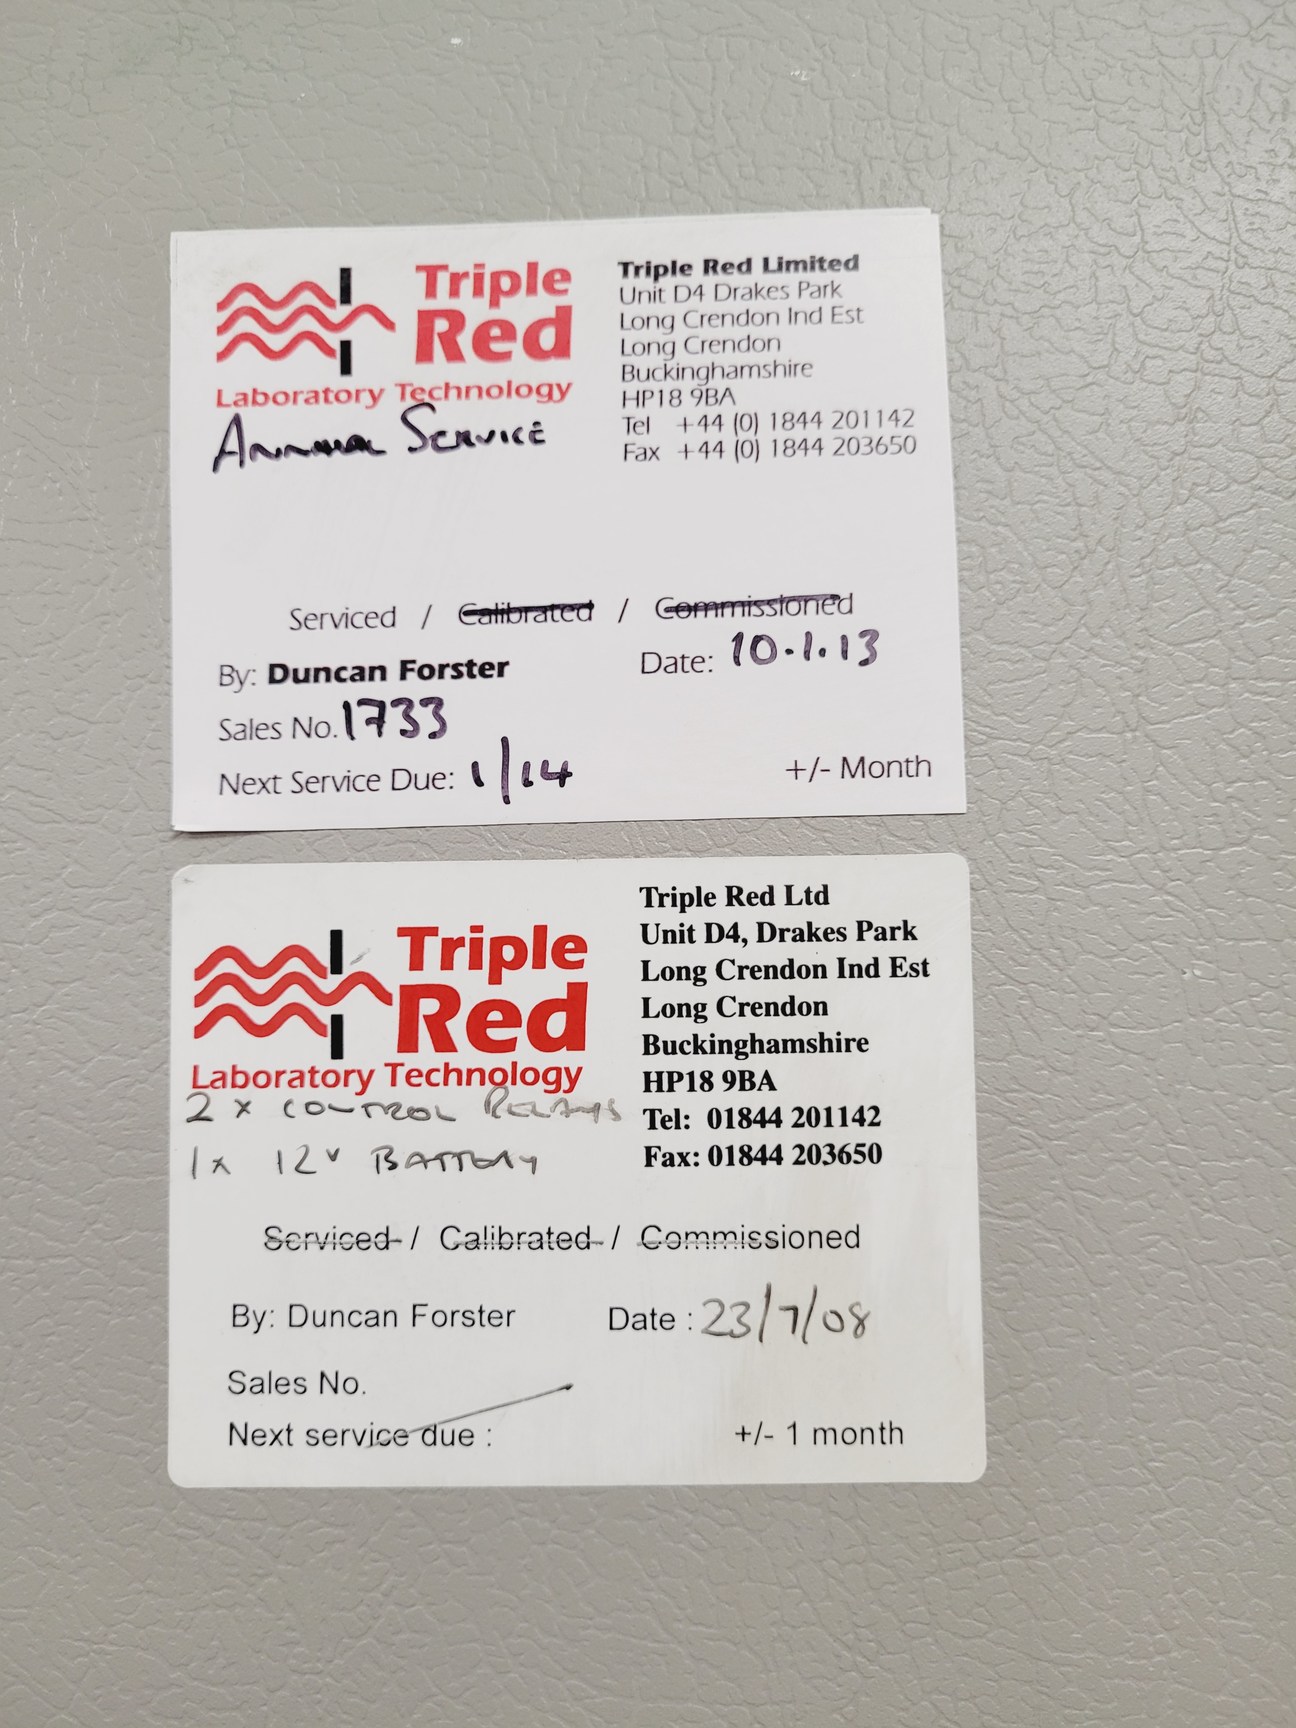 Triple
Red
Laboratory Technology
Annual Service
Triple Red Limited
Unit D4 Drakes Park
Long Crendon Ind Est
Long Crendon
Buckinghamshire
HP18 9BA
Tel +44 (0) 1844 201142
Fax +44 (0) 1844 203650
Serviced / Calibrated / Commissioned
By: Duncan Forster Date: 10.1.13
Sales No. 1733
Next Service Due: 1/14 +/- Month
Triple
Red
Laboratory Technology
2 x CONTROL RELAYS
1 x 12V BATTERY
Triple Red Ltd
Unit D4, Drakes Park
Long Crendon Ind Est
Long Crendon
Buckinghamshire
HP18 9BA
Tel: 01844 201142
Fax: 01844 203650
Serviced / Calibrated / Commissioned
By: Duncan Forster Date : 23/7/08
Sales No.
Next service due : +/- 1 month